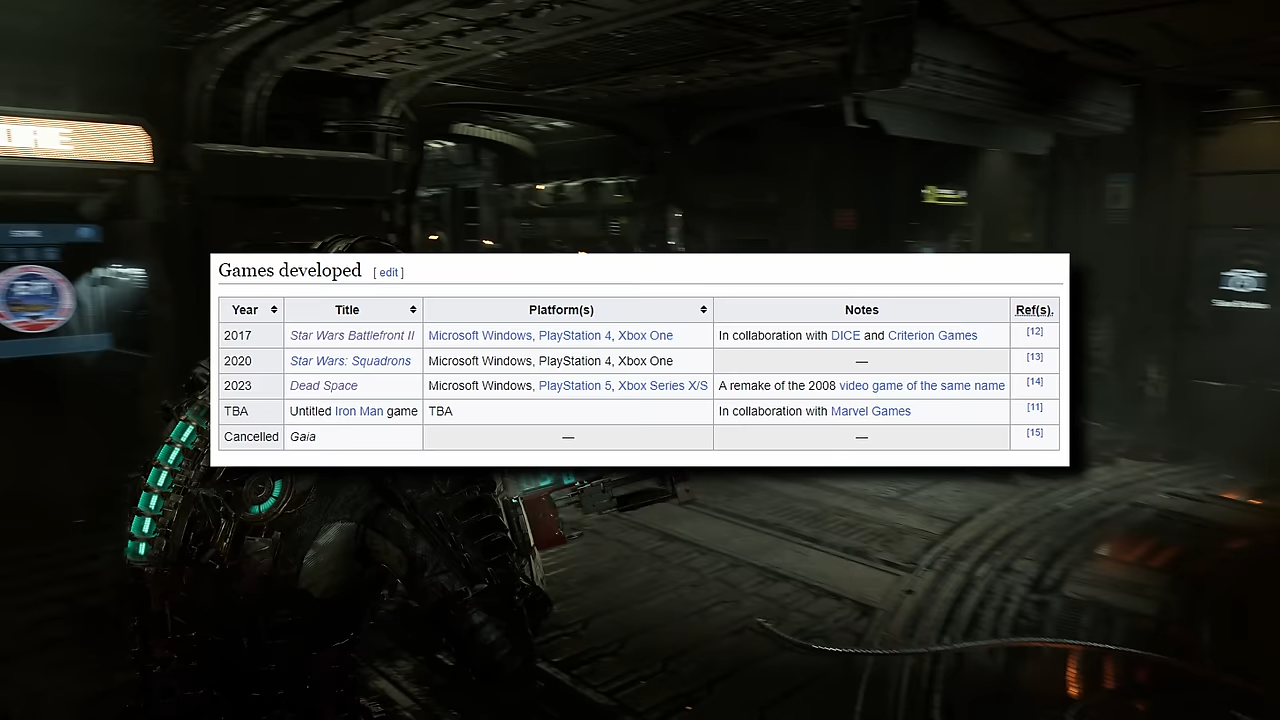 Games developed [ edit ]
Year Title Platform(s) Notes Ref(s).
2017 Star Wars Battlefront II Microsoft Windows, PlayStation 4, Xbox One In collaboration with DICE and Criterion Games [12]
2020 Star Wars: Squadrons Microsoft Windows, PlayStation 4, Xbox One — [13]
2023 Dead Space Microsoft Windows, PlayStation 5, Xbox Series X/S A remake of the 2008 video game of the same name [14]
TBA Untitled Iron Man game TBA In collaboration with Marvel Games [11]
Cancelled Gaia — — [15]